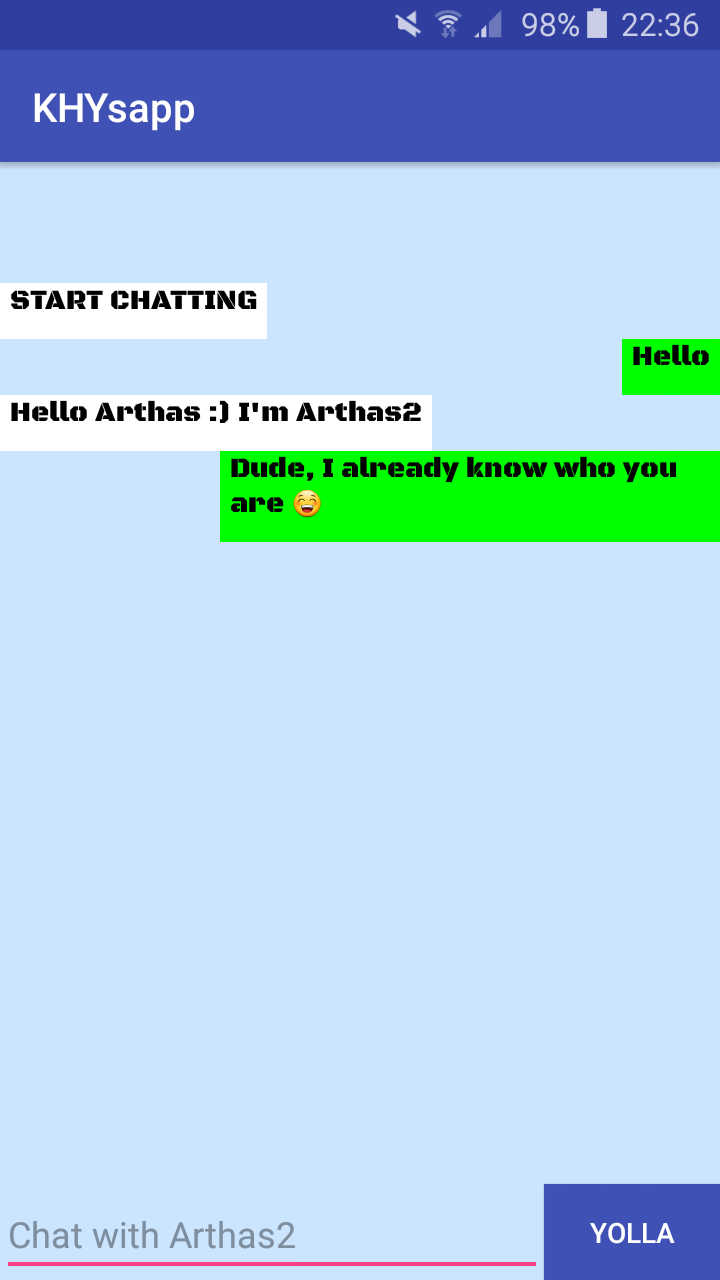 98% 22:36
KHYsapp
START CHATTING
Hello
Hello Arthas :) I'm Arthas2
Dude, I already know who you
are 😁
Chat with Arthas2
YOLLA